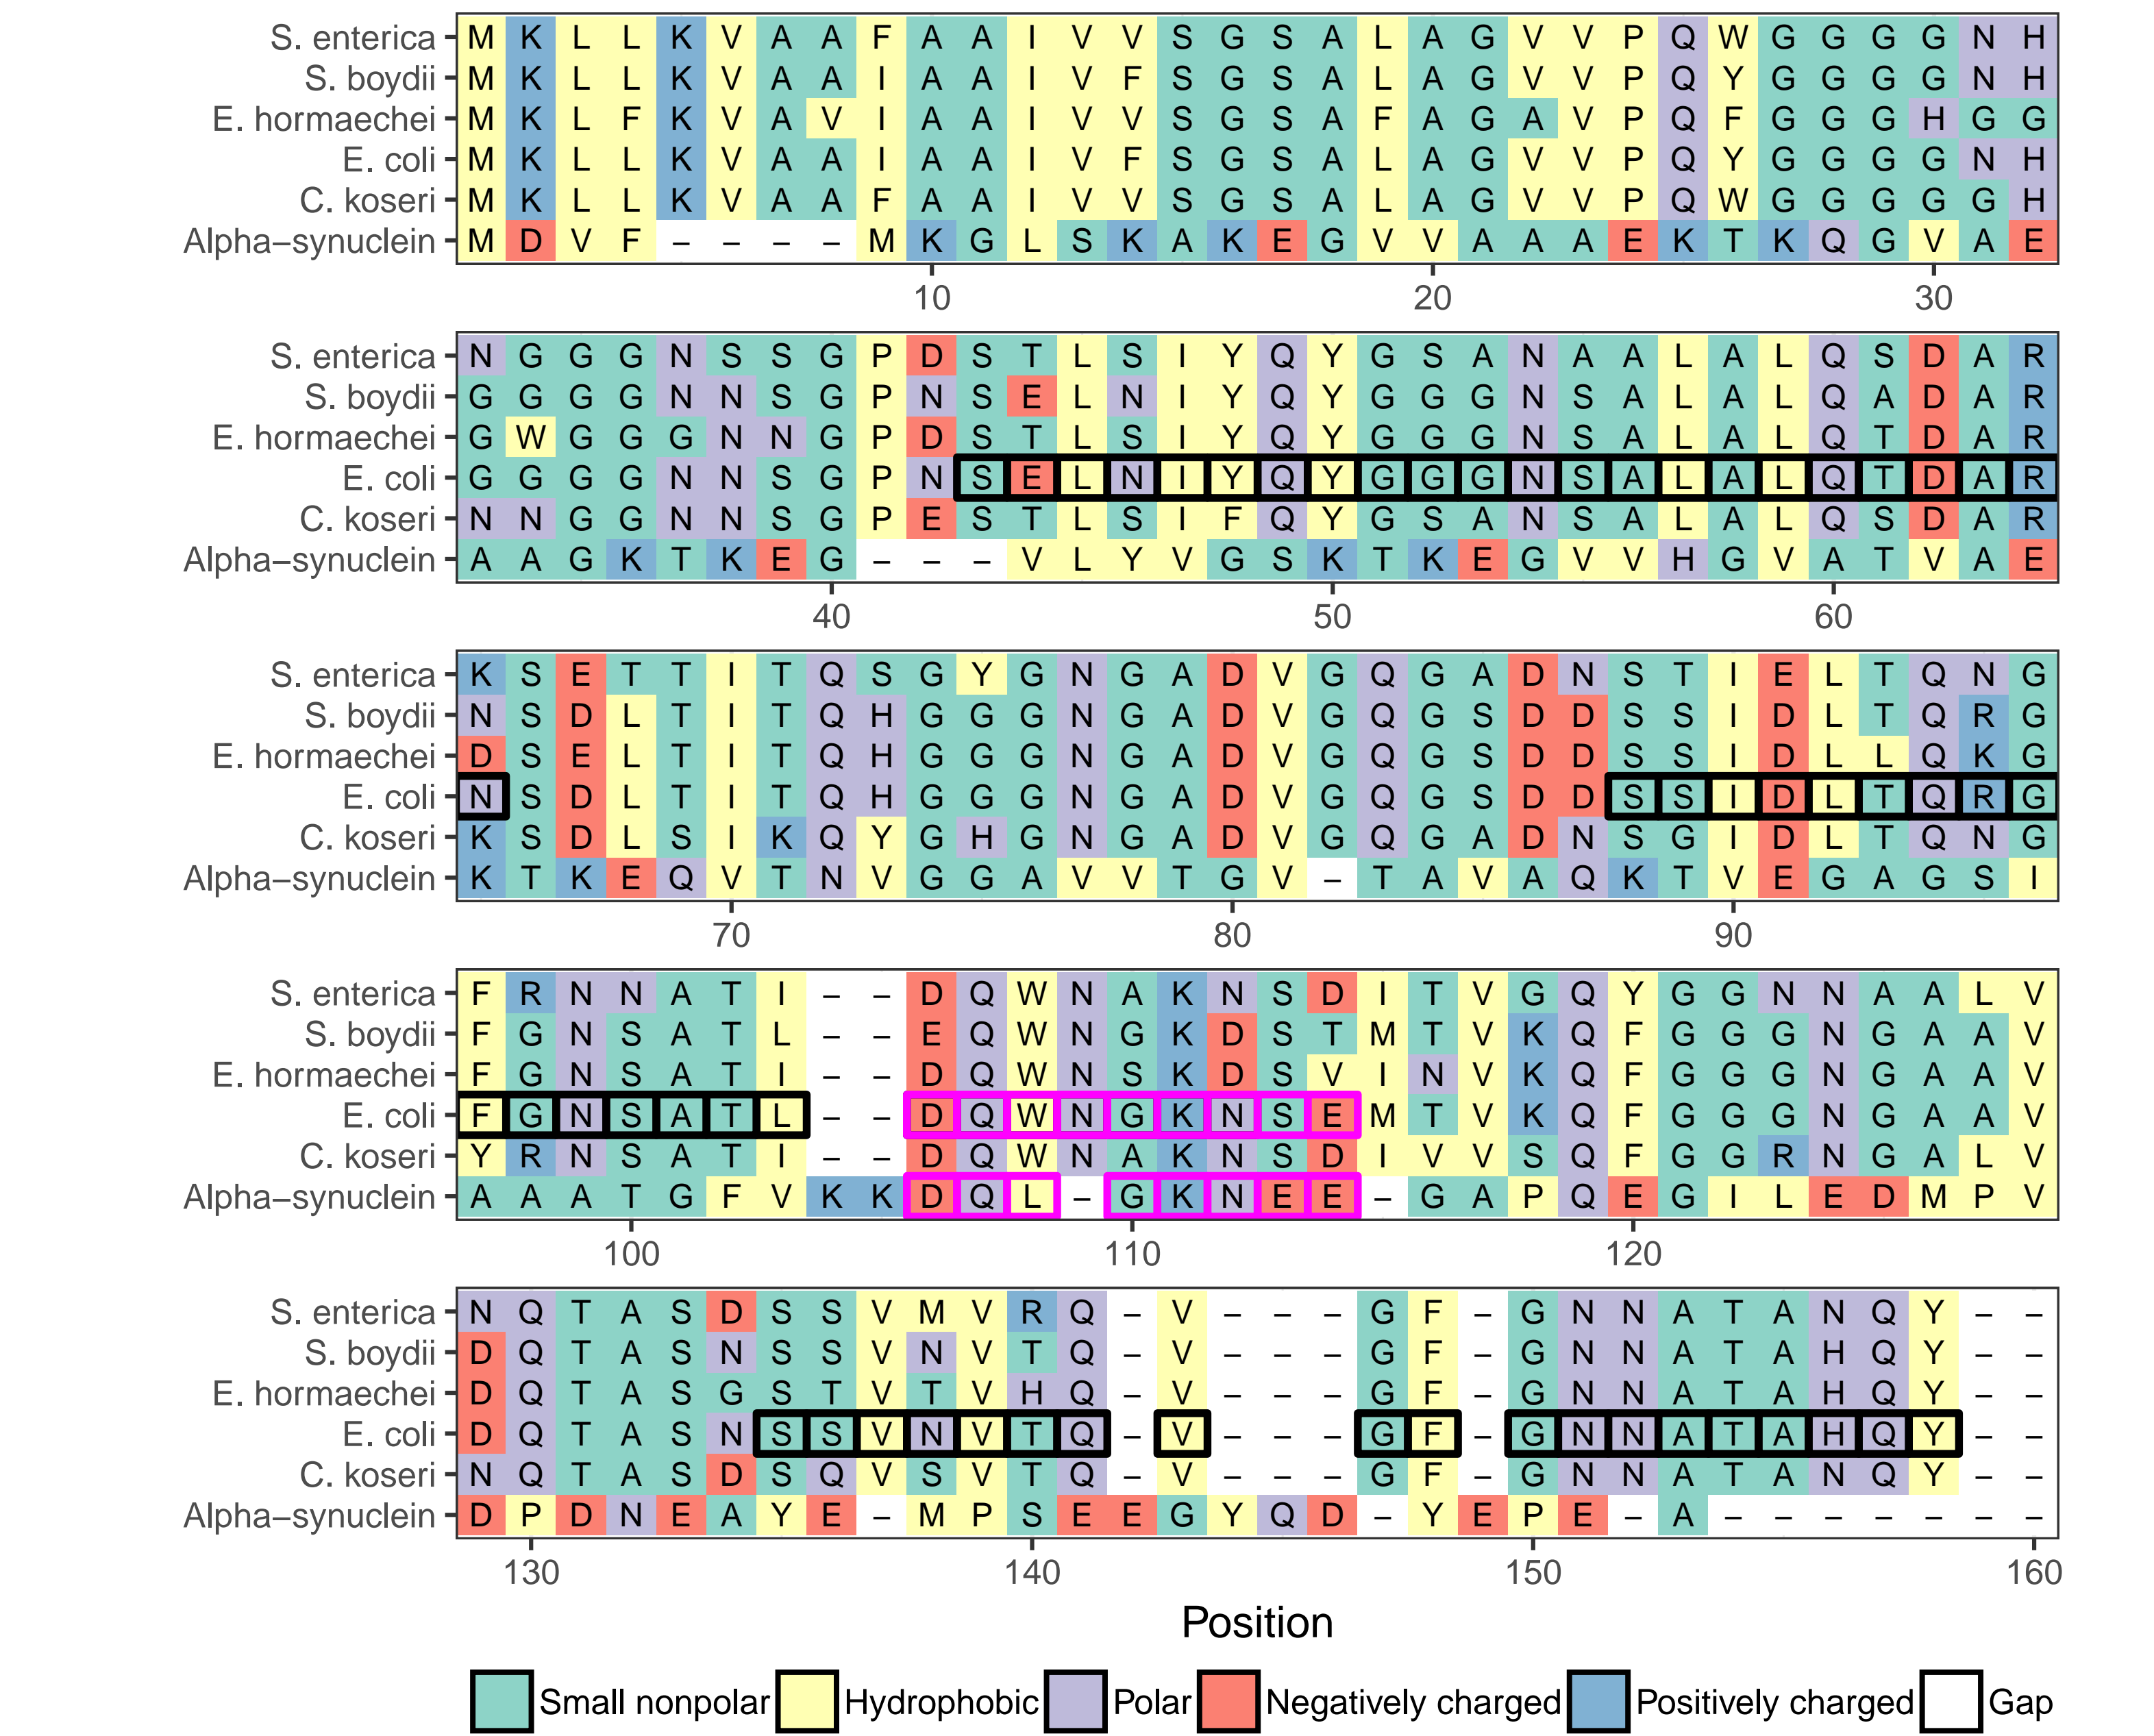 S. enterica M K L L K V A A F A A I V V S G S A L A G V V P Q W G G G G N H
S. boydii M K L L K V A A I A A I V F S G S A L A G V V P Q Y G G G G N H
E. hormaechei M K L F K V A V I A A I V V S G S A F A G A V P Q F G G G H G G
E. coli M K L L K V A A I A A I V F S G S A L A G V V P Q Y G G G G N H
C. koseri M K L L K V A A F A A I V V S G S A L A G V V P Q W G G G G G H
Alpha–synuclein M D V F – – – – M K G L S K A K E G V V A A A E K T K Q G V A E
10 20 30
S. enterica N G G G N S S G P D S T L S I Y Q Y G S A N A A L A L Q S D A R
S. boydii G G G G N N S G P N S E L N I Y Q Y G G G N S A L A L Q A D A R
E. hormaechei G W G G G N N G P D S T L S I Y Q Y G G G N S A L A L Q T D A R
E. coli G G G G N N S G P N S E L N I Y Q Y G G G N S A L A L Q T D A R
C. koseri N N G G N N S G P E S T L S I F Q Y G S A N S A L A L Q S D A R
Alpha–synuclein A A G K T K E G – – – V L Y V G S K T K E G V V H G V A T V A E
40 50 60
S. enterica K S E T T I T Q S G Y G N G A D V G Q G A D N S T I E L T Q N G
S. boydii N S D L T I T Q H G G G N G A D V G Q G S D D S S I D L T Q R G
E. hormaechei D S E L T I T Q H G G G N G A D V G Q G S D D S S I D L L Q K G
E. coli N S D L T I T Q H G G G N G A D V G Q G S D D S S I D L T Q R G
C. koseri K S D L S I K Q Y G H G N G A D V G Q G A D N S G I D L T Q N G
Alpha–synuclein K T K E Q V T N V G G A V V T G V – T A V A Q K T V E G A G S I
70 80 90
S. enterica F R N N A T I – – D Q W N A K N S D I T V G Q Y G G N N A A L V
S. boydii F G N S A T L – – E Q W N G K D S T M T V K Q F G G G N G A A V
E. hormaechei F G N S A T I – – D Q W N S K D S V I N V K Q F G G G N G A A V
E. coli F G N S A T L – – D Q W N G K N S E M T V K Q F G G G N G A A V
C. koseri Y R N S A T I – – D Q W N A K N S D I V V S Q F G G R N G A L V
Alpha–synuclein A A A T G F V K K D Q L – G K N E E – G A P Q E G I L E D M P V
100 110 120
S. enterica N Q T A S D S S V M V R Q – V – – – G F – G N N A T A N Q Y – –
S. boydii D Q T A S N S S V N V T Q – V – – – G F – G N N A T A H Q Y – –
E. hormaechei D Q T A S G S T V T V H Q – V – – – G F – G N N A T A H Q Y – –
E. coli D Q T A S N S S V N V T Q – V – – – G F – G N N A T A H Q Y – –
C. koseri N Q T A S D S Q V S V T Q – V – – – G F – G N N A T A N Q Y – –
Alpha–synuclein D P D N E A Y E – M P S E E G Y Q D – Y E P E – A – – – – – – –
130 140 150 160
Position
Small nonpolar Hydrophobic Polar Negatively charged Positively charged Gap